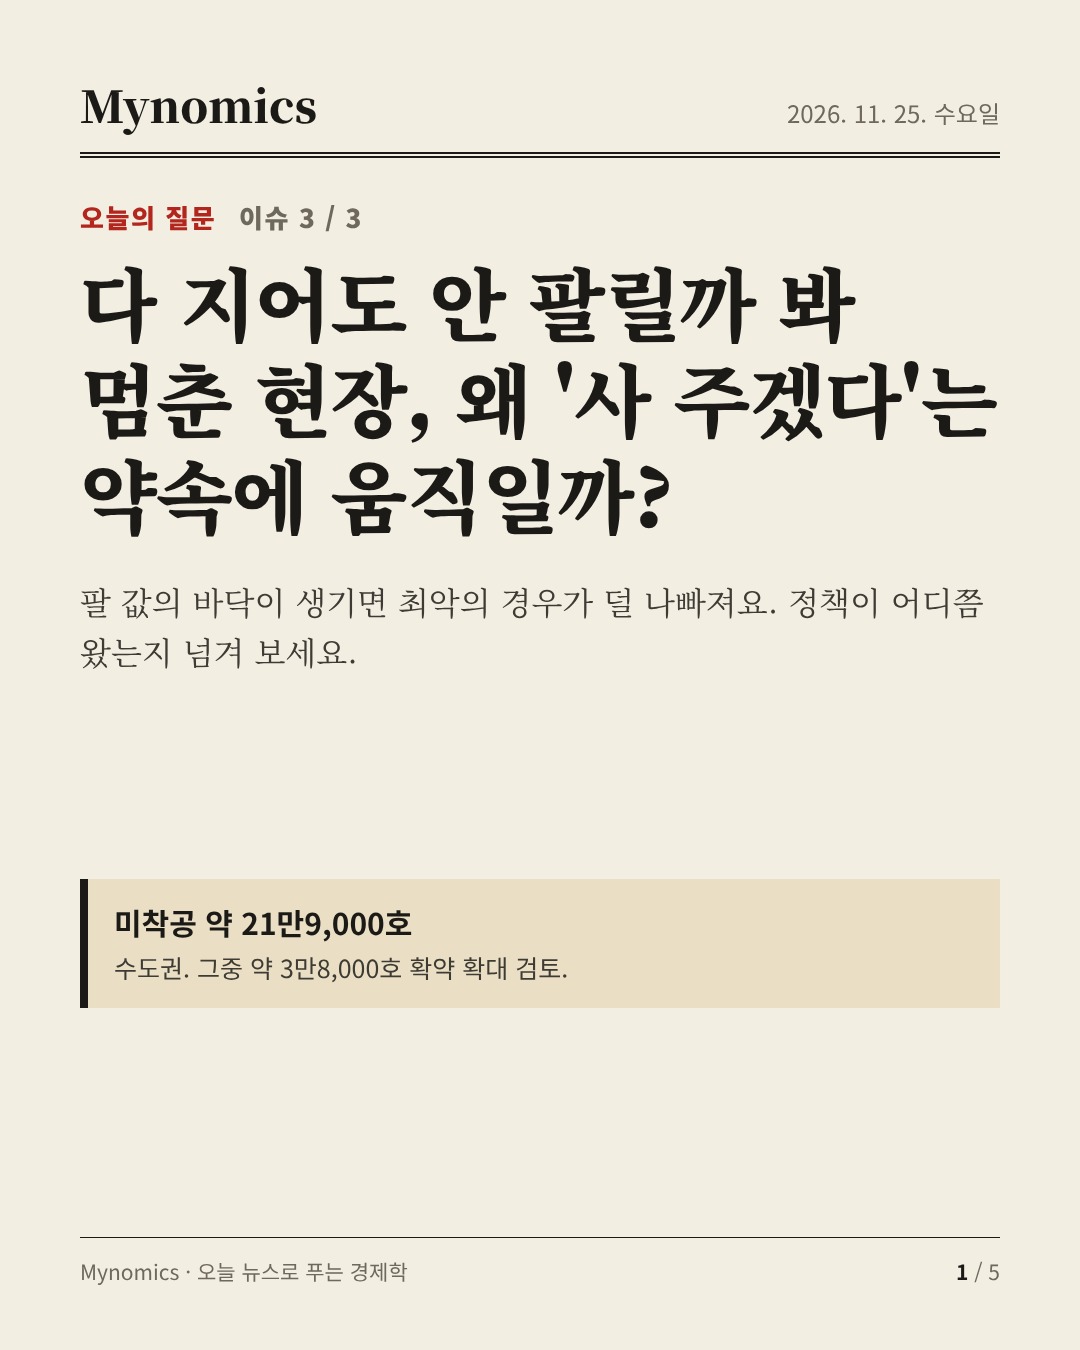 Mynomics
2026. 11. 25. 수요일
오늘의 질문 이슈 3 / 3
다 지어도 안 팔릴까 봐
멈춘 현장, 왜 '사 주겠다'는
약속에 움직일까?
팔 값의 바닥이 생기면 최악의 경우가 덜 나빠져요. 정책이 어디쯤
왔는지 넘겨 보세요.
미착공 약 21만9,000호
수도권. 그중 약 3만8,000호 확약 확대 검토.
Mynomics · 오늘 뉴스로 푸는 경제학
1 / 5